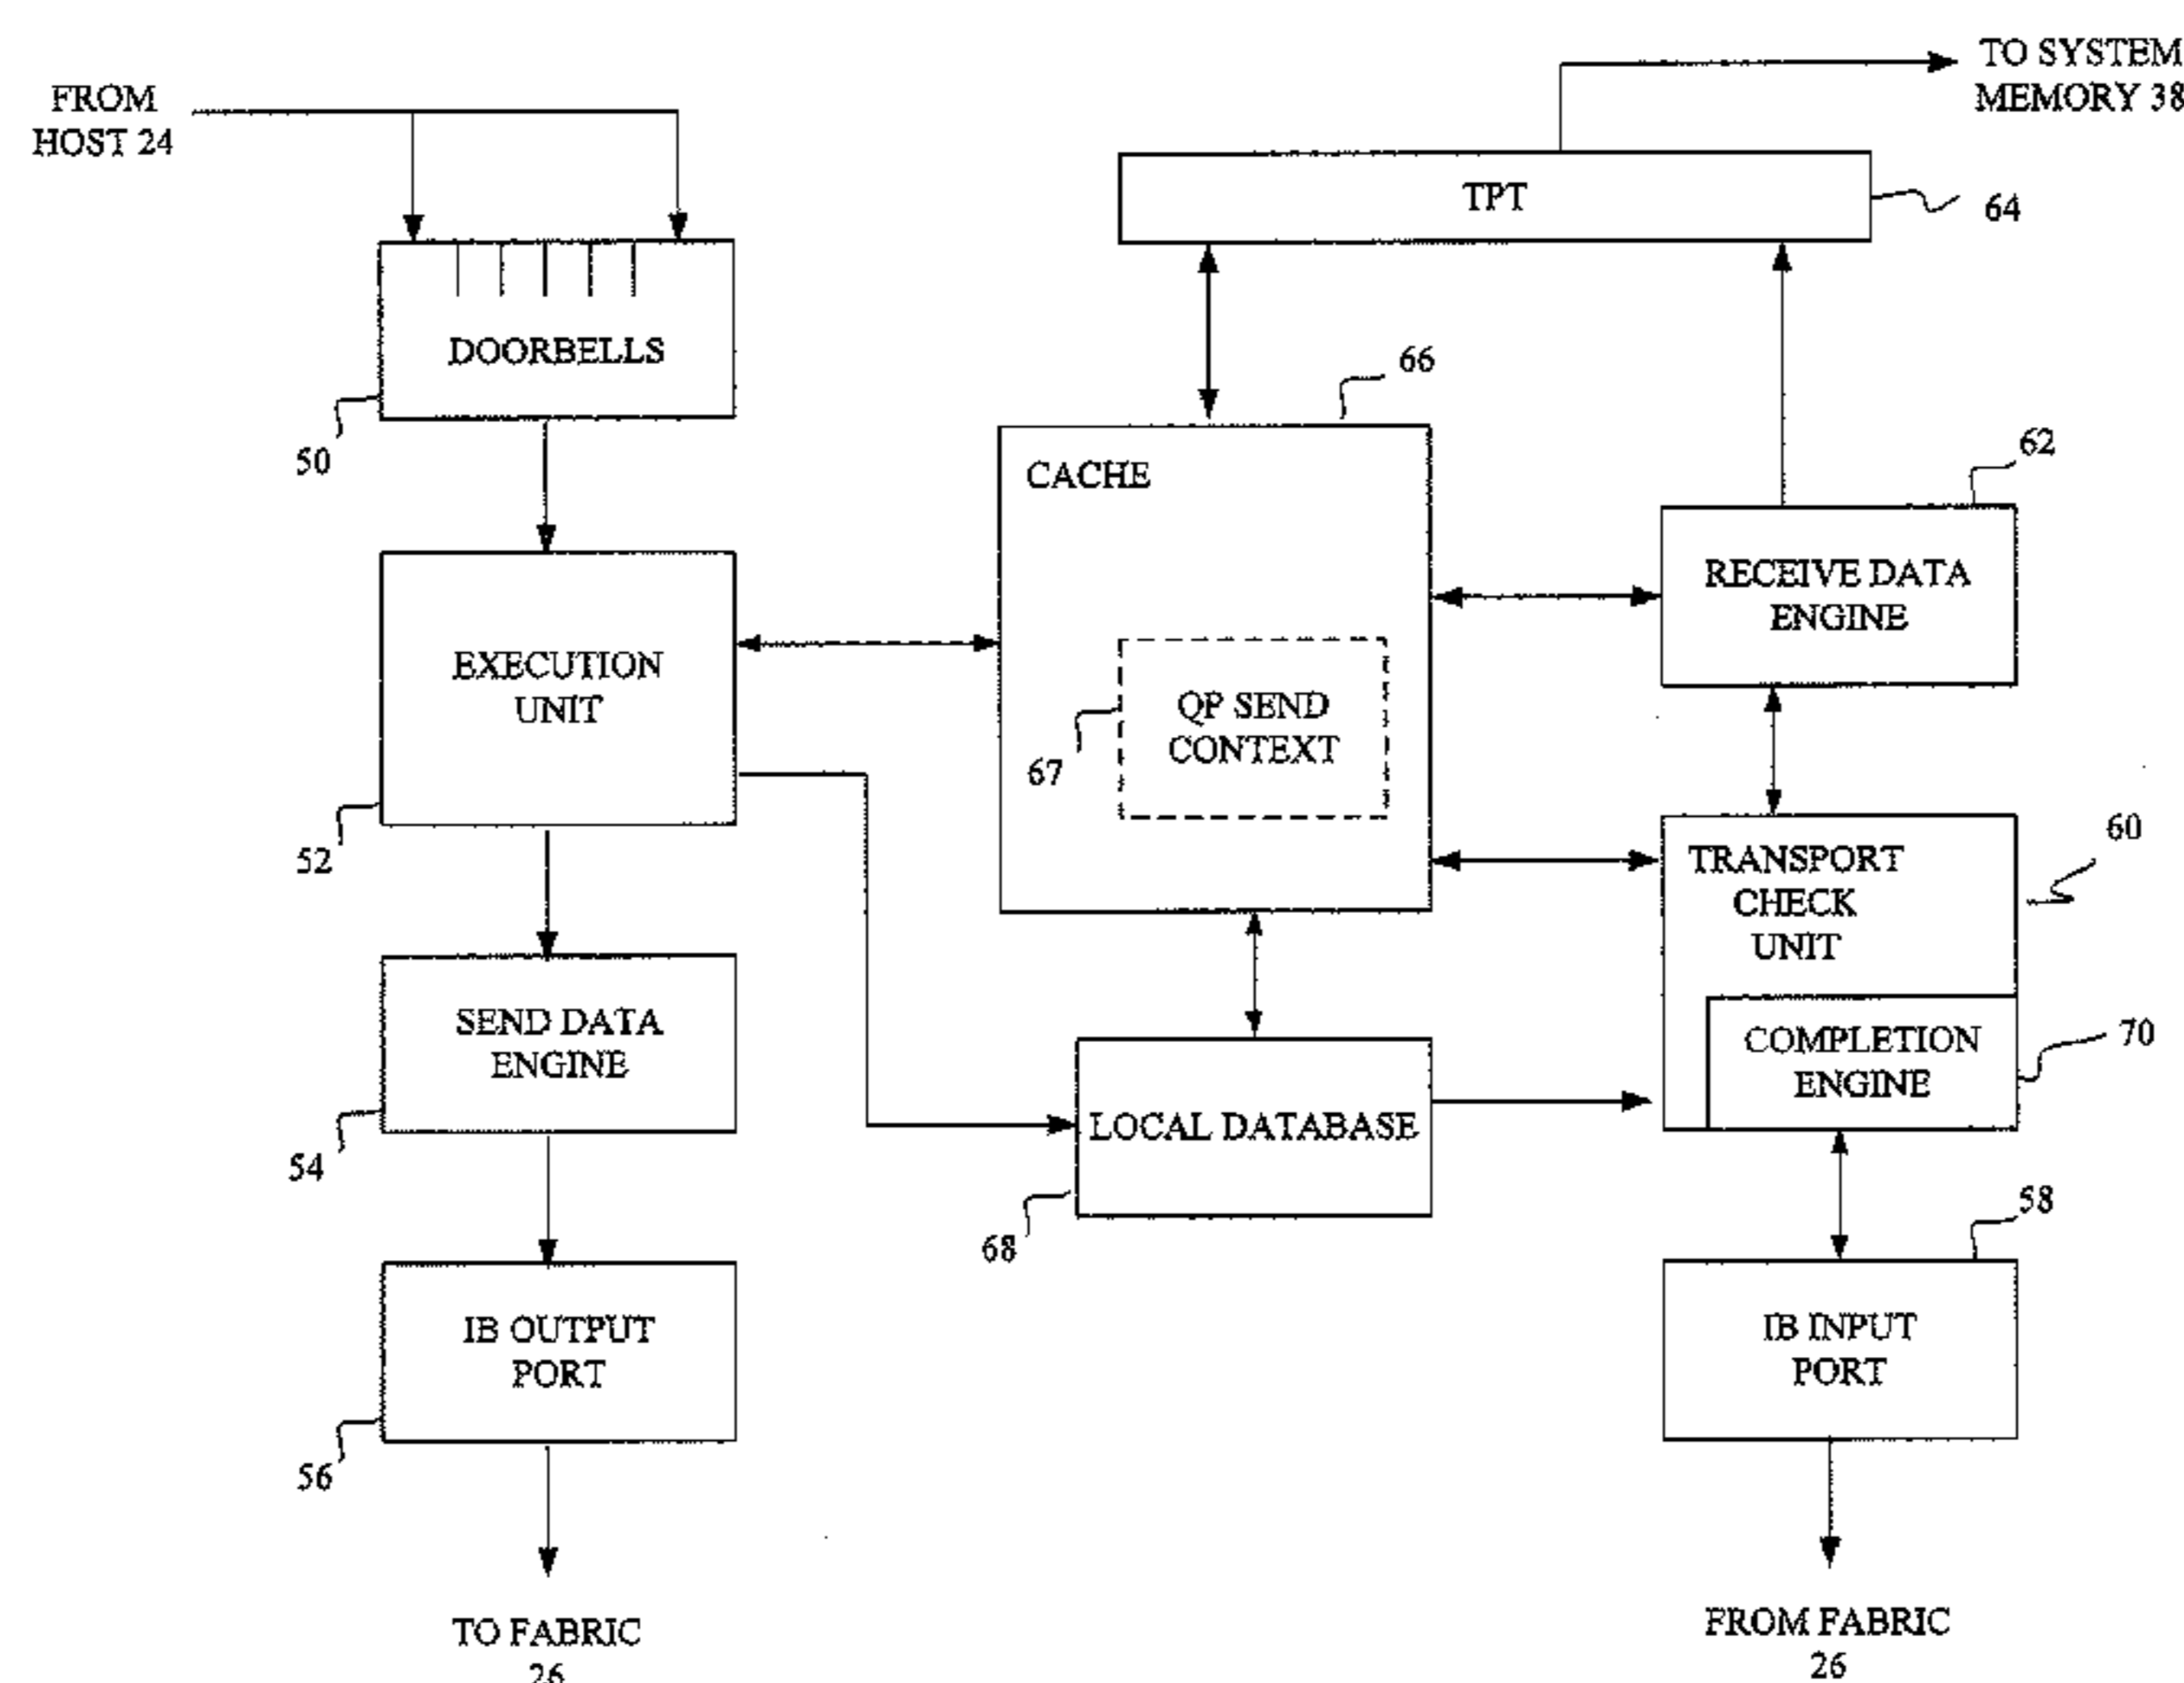 FROM
HOST 24
TO SYSTEM
MEMORY 38
TPT
64
DOORBELLS
50
66
CACHE
62
RECEIVE DATA
ENGINE
EXECUTION
UNIT
52
QP SEND
CONTEXT
67
60
TRANSPORT
CHECK
UNIT
COMPLETION
ENGINE
70
SEND DATA
ENGINE
54
LOCAL DATABASE
68
58
IB OUTPUT
PORT
56
IB INPUT
PORT
TO FABRIC
26
FROM FABRIC
26